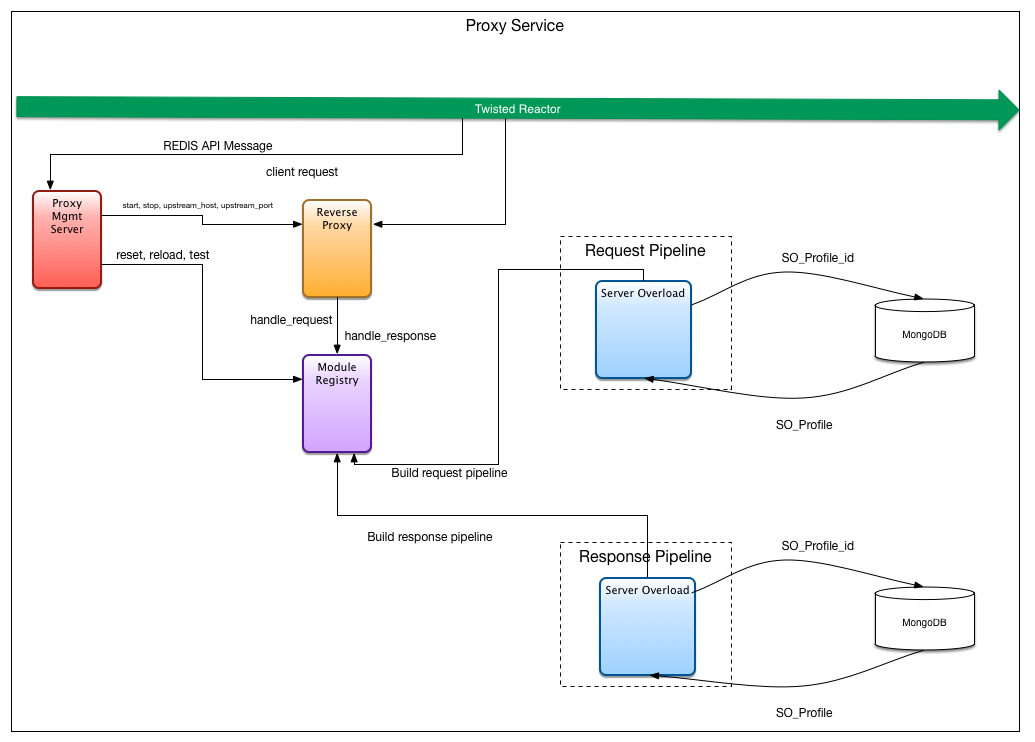 Proxy Service
Twisted Reactor
REDIS API Message
client request
Proxy
Mgmt
Server
start, stop, upstream_host, upstream_port
Reverse
Proxy
reset, reload, test
Request Pipeline
SO_Profile_id
Server Overload
MongoDB
handle_request
handle_response
Module
Registry
SO_Profile
Build request pipeline
Build response pipeline
Response Pipeline
SO_Profile_id
Server Overload
MongoDB
SO_Profile